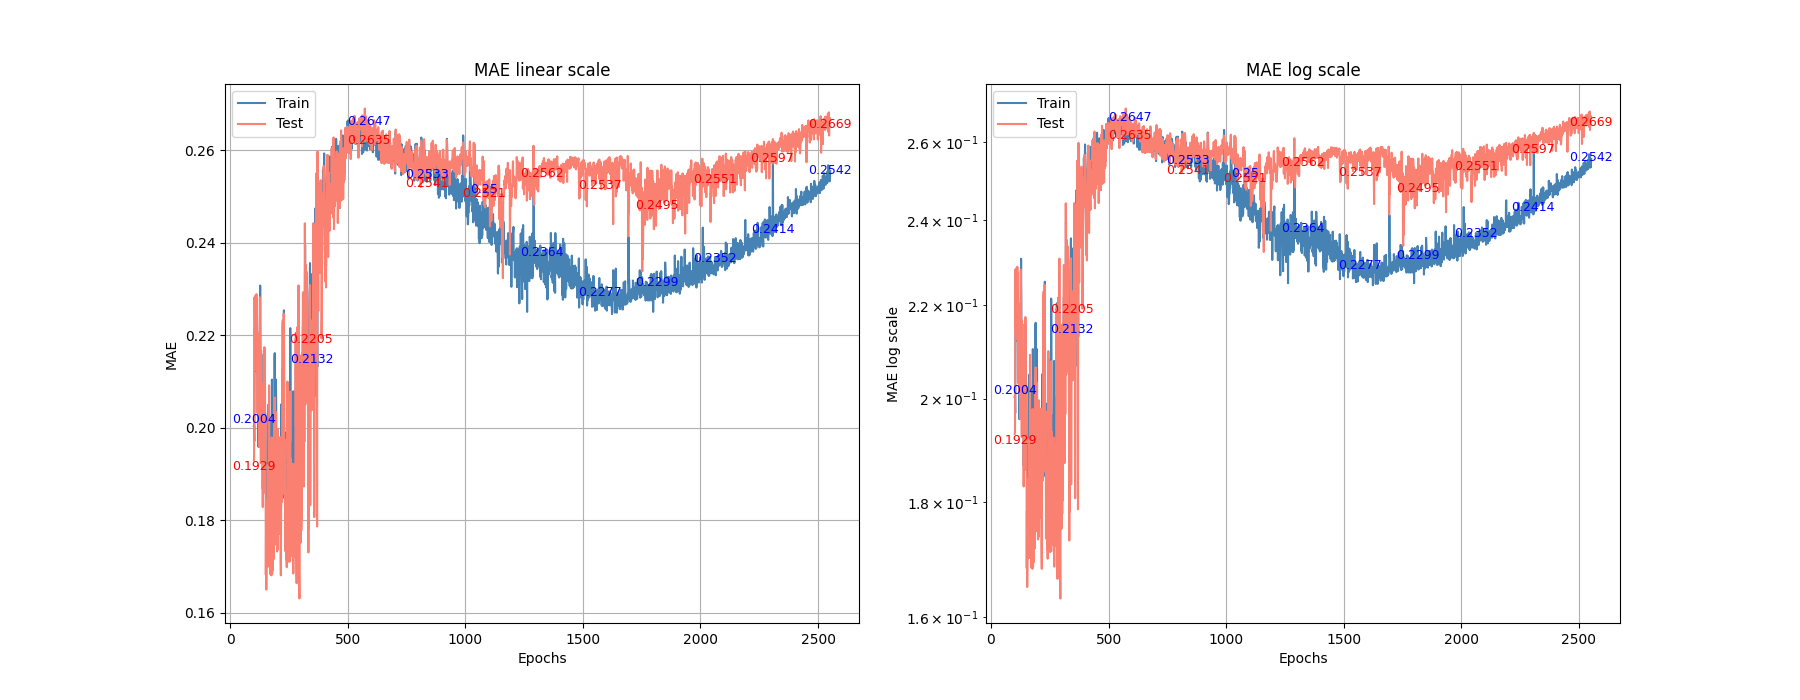 MAE linear scale
Train
Test
MAE
0.26
0.24
0.22
0.20
0.18
0.16
0.2004
0.1929
0.2205
0.2132
0.2647
0.2635
0.2533
0.2541
0.25
0.2521
0.2562
0.2364
0.2537
0.2277
0.2495
0.2299
0.2551
0.2352
0.2597
0.2414
0.2669
0.2542
0 500 1000 1500 2000 2500
Epochs
MAE log scale
Train
Test
MAE log scale
2.6 × 10⁻¹
2.4 × 10⁻¹
2.2 × 10⁻¹
2 × 10⁻¹
1.8 × 10⁻¹
1.6 × 10⁻¹
0.2004
0.1929
0.2205
0.2132
0.2647
0.2635
0.2533
0.2541
0.25
0.2521
0.2562
0.2364
0.2537
0.2277
0.2495
0.2299
0.2551
0.2352
0.2597
0.2414
0.2669
0.2542
0 500 1000 1500 2000 2500
Epochs